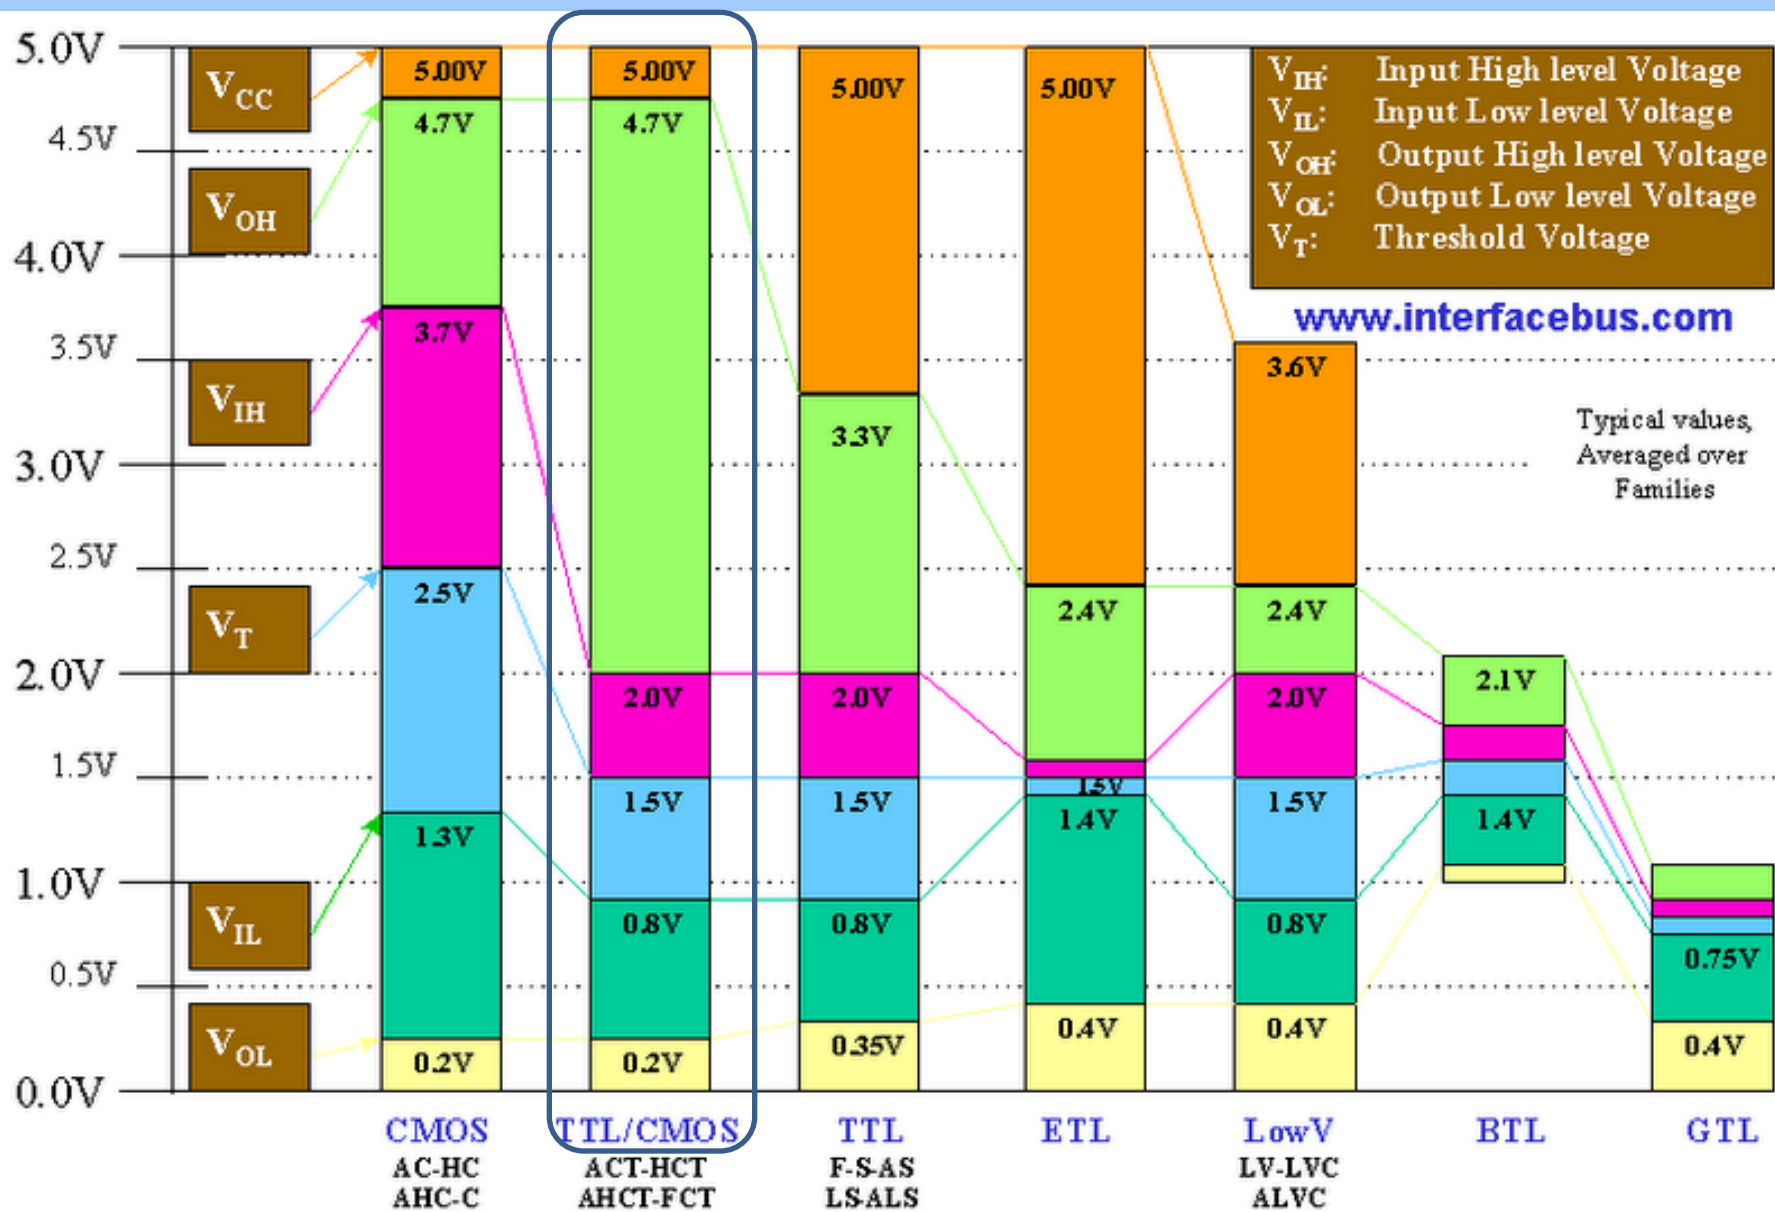 5.0V
4.5V
4.0V
3.5V
3.0V
2.5V
2.0V
1.5V
1.0V
0.5V
0.0V
VCC
VOH
VIH
VT
VIL
VOL
5.00V
4.7V
3.7V
2.5V
1.3V
0.2V
CMOS
AC-HC
AHC-C
5.00V
4.7V
2.0V
1.5V
0.8V
0.2V
TTL/CMOS
ACT-HCT
AHCT-FCT
5.00V
3.3V
2.0V
1.5V
0.8V
0.35V
TTL
F-S-AS
LS-ALS
5.00V
2.4V
1.5V
1.4V
0.4V
ETL
3.6V
2.4V
2.0V
1.5V
0.8V
0.4V
LowV
LV-LVC
ALVC
2.1V
1.4V
BTL
0.75V
0.4V
GTL
VIH: Input High level Voltage
VIL: Input Low level Voltage
VOH: Output High level Voltage
VOL: Output Low level Voltage
VT: Threshold Voltage
www.interfacebus.com
Typical values,
Averaged over
Families